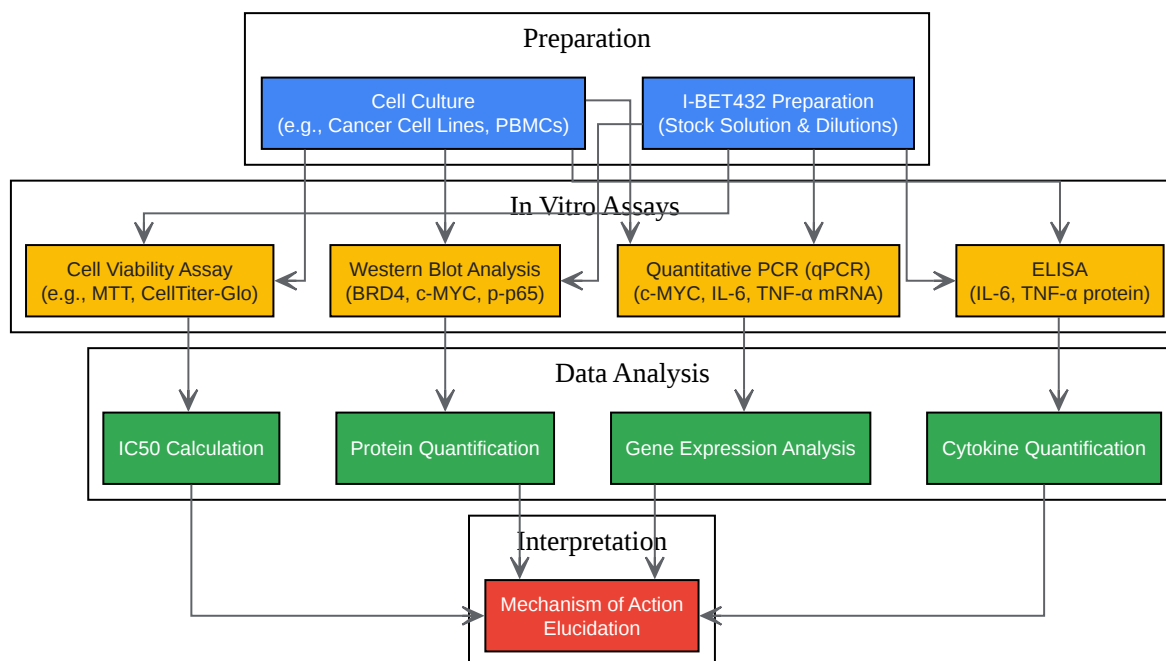 Preparation
Cell Culture
(e.g., Cancer Cell Lines, PBMCs)
I-BET432 Preparation
(Stock Solution & Dilutions)
In Vitro Assays
Cell Viability Assay
(e.g., MTT, CellTiter-Glo)
Western Blot Analysis
(BRD4, c-MYC, p-p65)
Quantitative PCR (qPCR)
(c-MYC, IL-6, TNF-α mRNA)
ELISA
(IL-6, TNF-α protein)
Data Analysis
IC50 Calculation
Protein Quantification
Gene Expression Analysis
Cytokine Quantification
Interpretation
Mechanism of Action
Elucidation